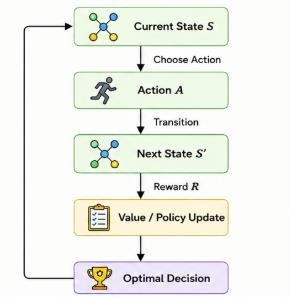 Current State S
Choose Action
Action A
Transition
Next State S'
Reward R
Value / Policy Update
Optimal Decision